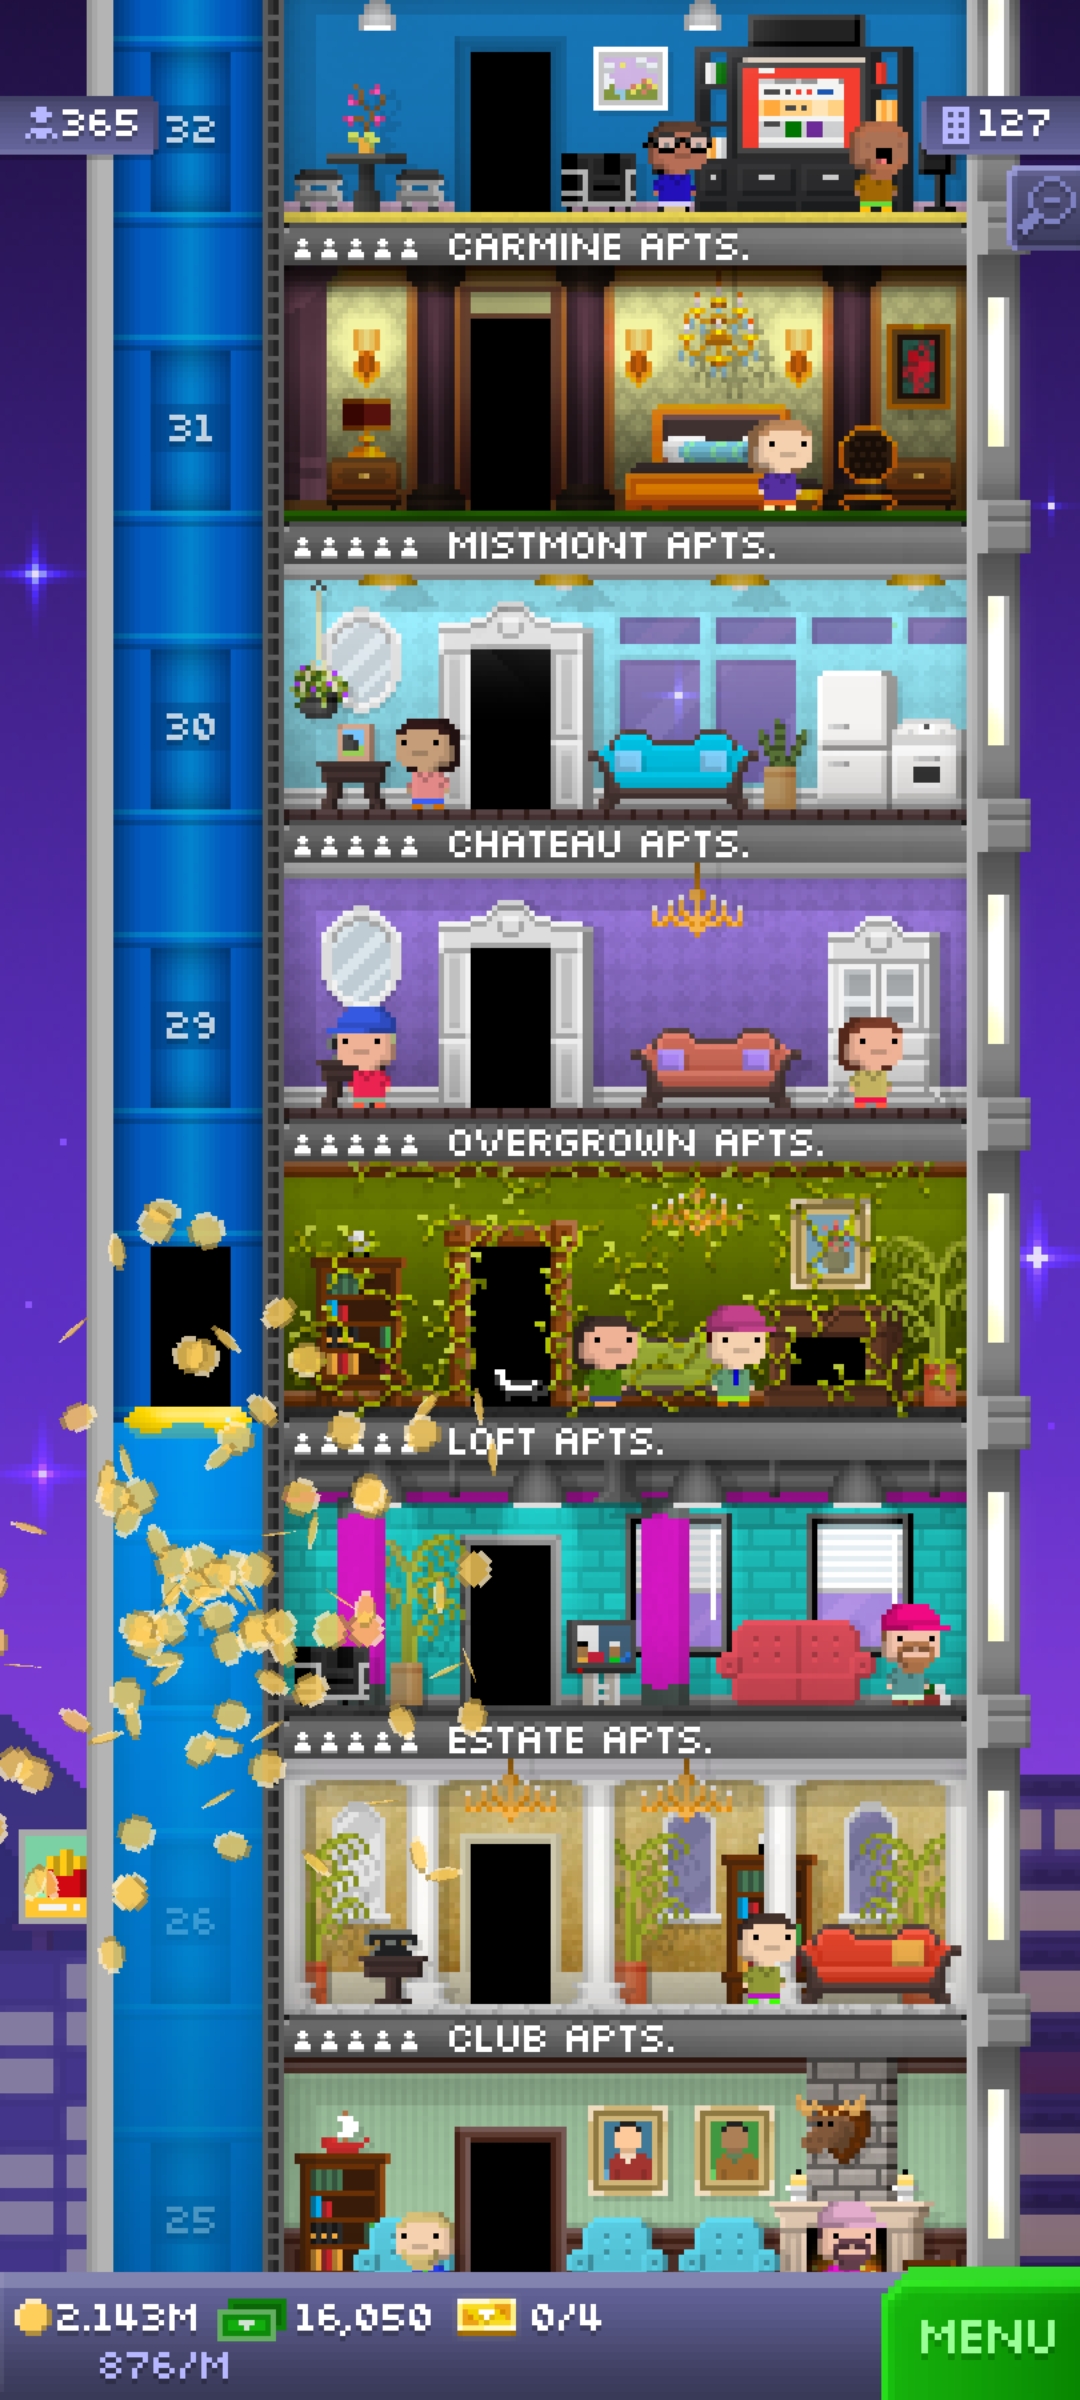 365
32
127
CARMINE APTS.
31
MISTMONT APTS.
30
CHATEAU APTS.
29
OVERGROWN APTS.
LOFT APTS.
ESTATE APTS.
26
CLUB APTS.
25
2.143M 16,050 0/4
876/M
MENU